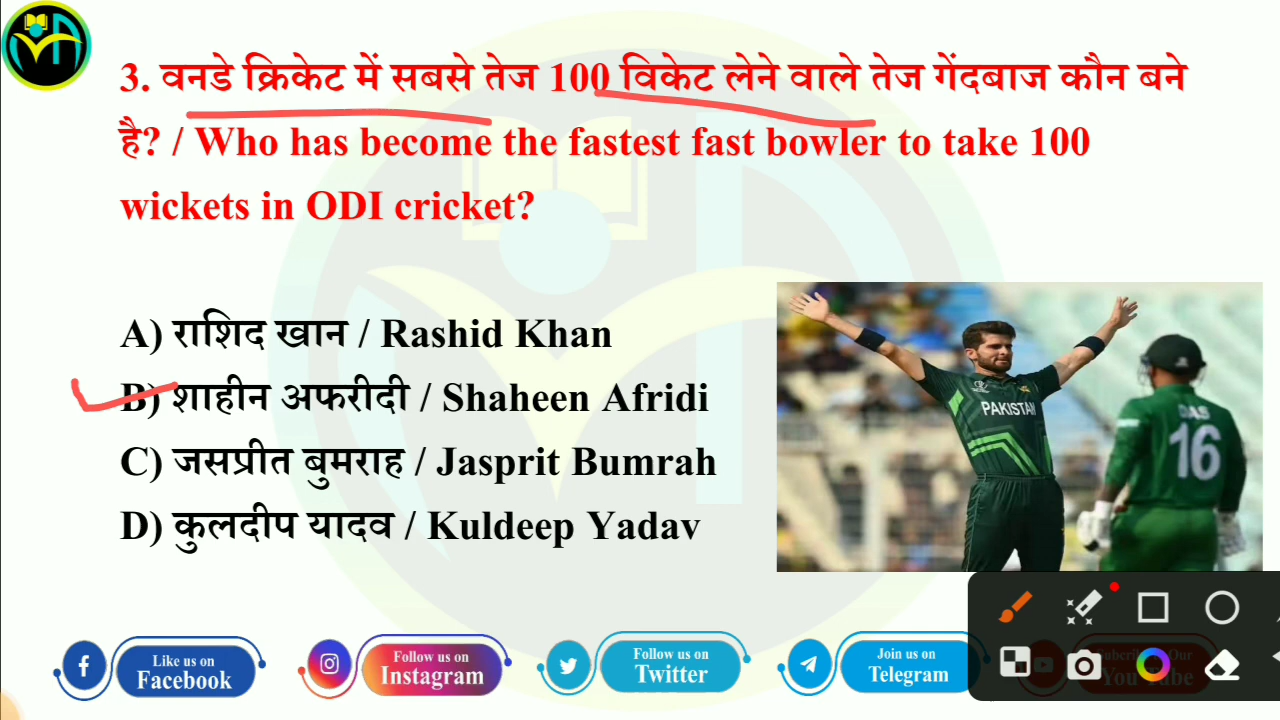 3. वनडे क्रिकेट में सबसे तेज 100 विकेट लेने वाले तेज गेंदबाज कौन बने
है? / Who has become the fastest fast bowler to take 100
wickets in ODI cricket?
A) राशिद खान / Rashid Khan
B) शाहीन अफरीदी / Shaheen Afridi
C) जसप्रीत बुमराह / Jasprit Bumrah
D) कुलदीप यादव / Kuldeep Yadav
PAKISTAN
DAS
16
Like us on
Facebook
Follow us on
Instagram
Follow us on
Twitter
Join us on
Telegram